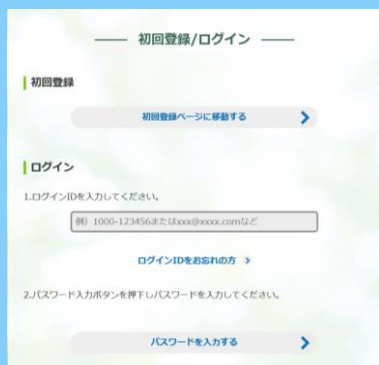 初回登録/ログイン
初回登録
初回登録ページに移動する
ログイン
1.ログインIDを入力してください。
例）1000-123456またはxxx@xxxx.comなど
ログインIDをお忘れの方
2.パスワード入力ボタンを押下しパスワードを入力してください。
パスワードを入力する